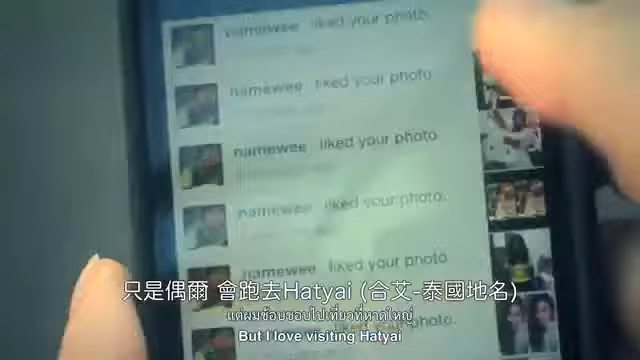 namewee liked your photo.
namewee liked your photo.
namewee liked your photo.
namewee liked your photo.
namewee liked your photo.
liked your photo.
只是偶爾 會跑去Hatyai (合艾-泰國地名)
แต่ผมช้อบชอบไปเที่ยวที่หาดใหญ่
But I love visiting Hatyai